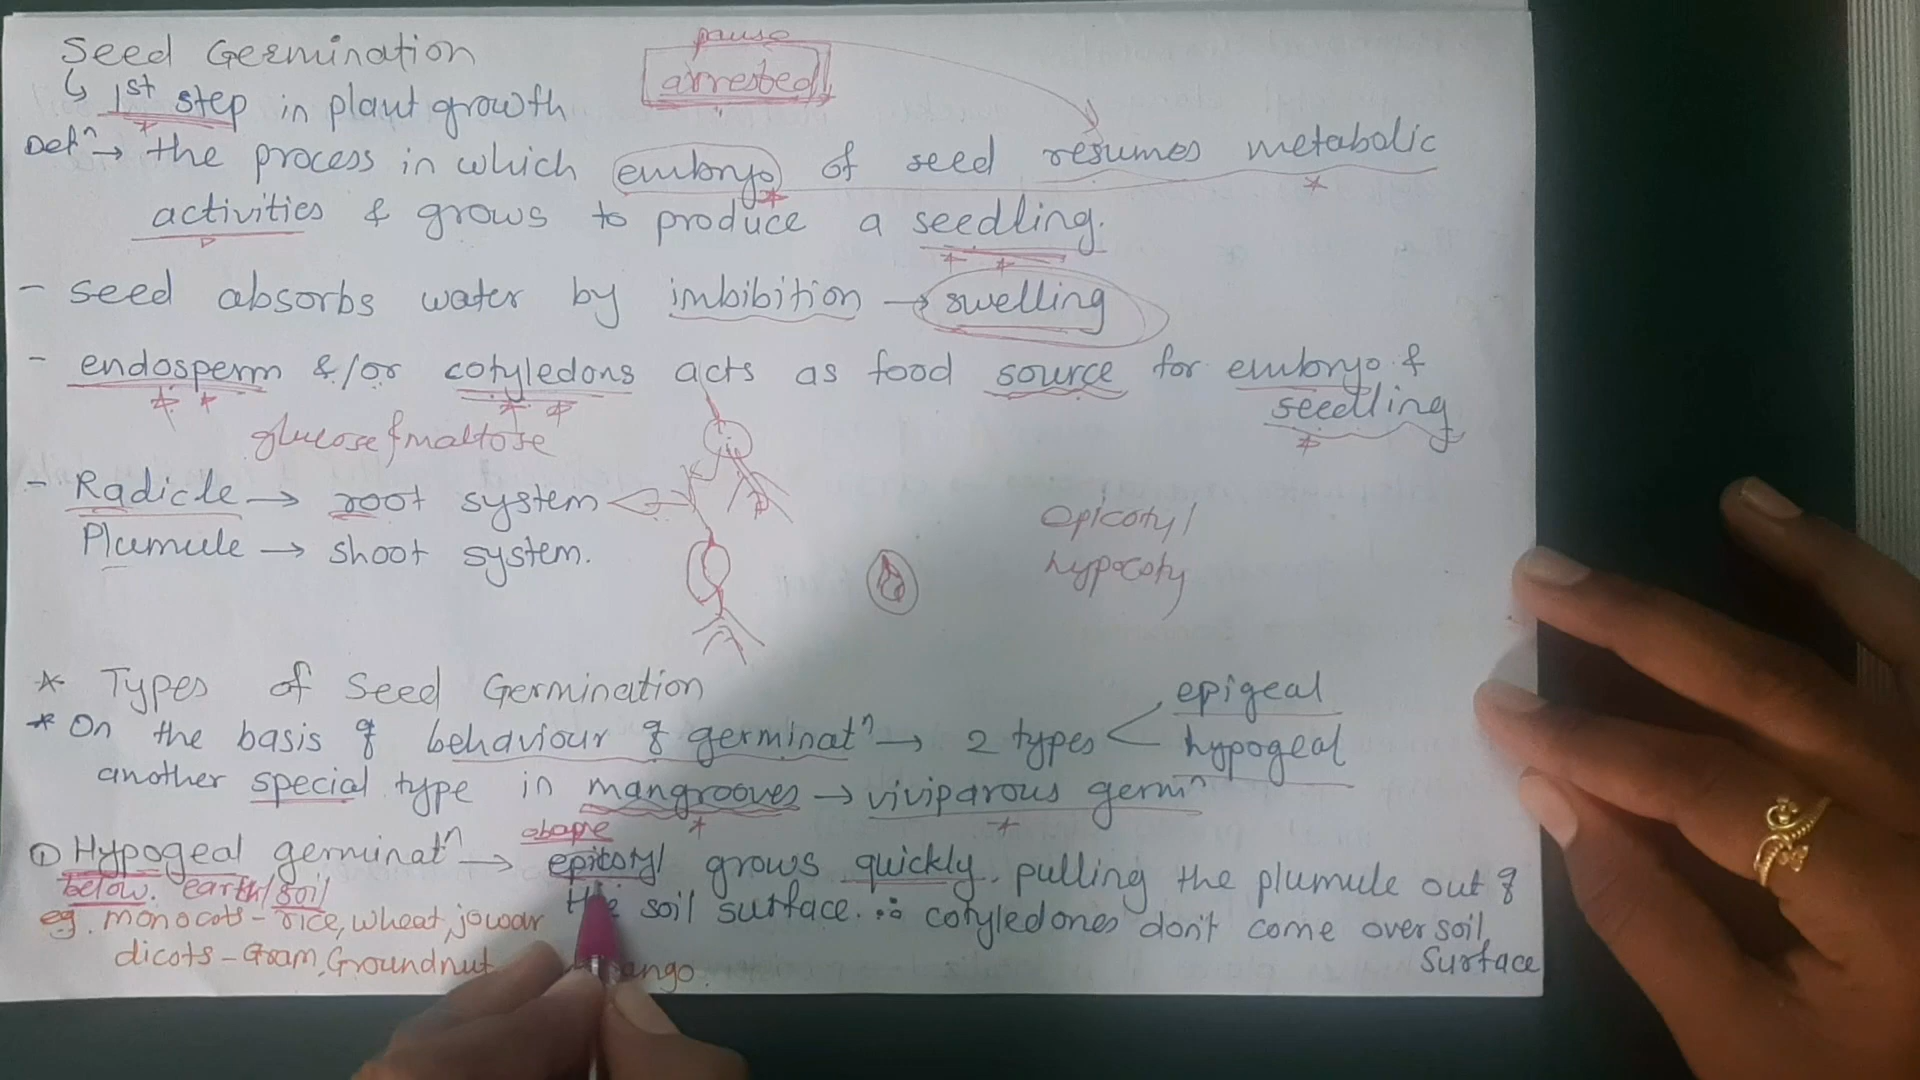 Seed Germination
pause
arrested
↳ 1st step in plant growth
Defⁿ → the process in which embryo of seed resumes metabolic
activities & grows to produce a seedling.
- seed absorbs water by imbibition → swelling
- endosperm &/or cotyledons acts as food source for embryo &
seedling
glucose & maltose
- Radicle → root system
Plumule → shoot system.
epicotyl
hypocoty
* Types of Seed Germination
* On the basis of behaviour of germinatⁿ → 2 types < epigeal
hypogeal
another special type in mangrooves → viviparous germⁿ
above
① Hypogeal germinatⁿ → epicotyl grows quickly. pulling the plumule out of
below. earth/soil
the soil surface. ∴ cotyledones don't come over soil
surface
eg. monocots - rice, wheat, jowar
dicots - Gram, Groundnut